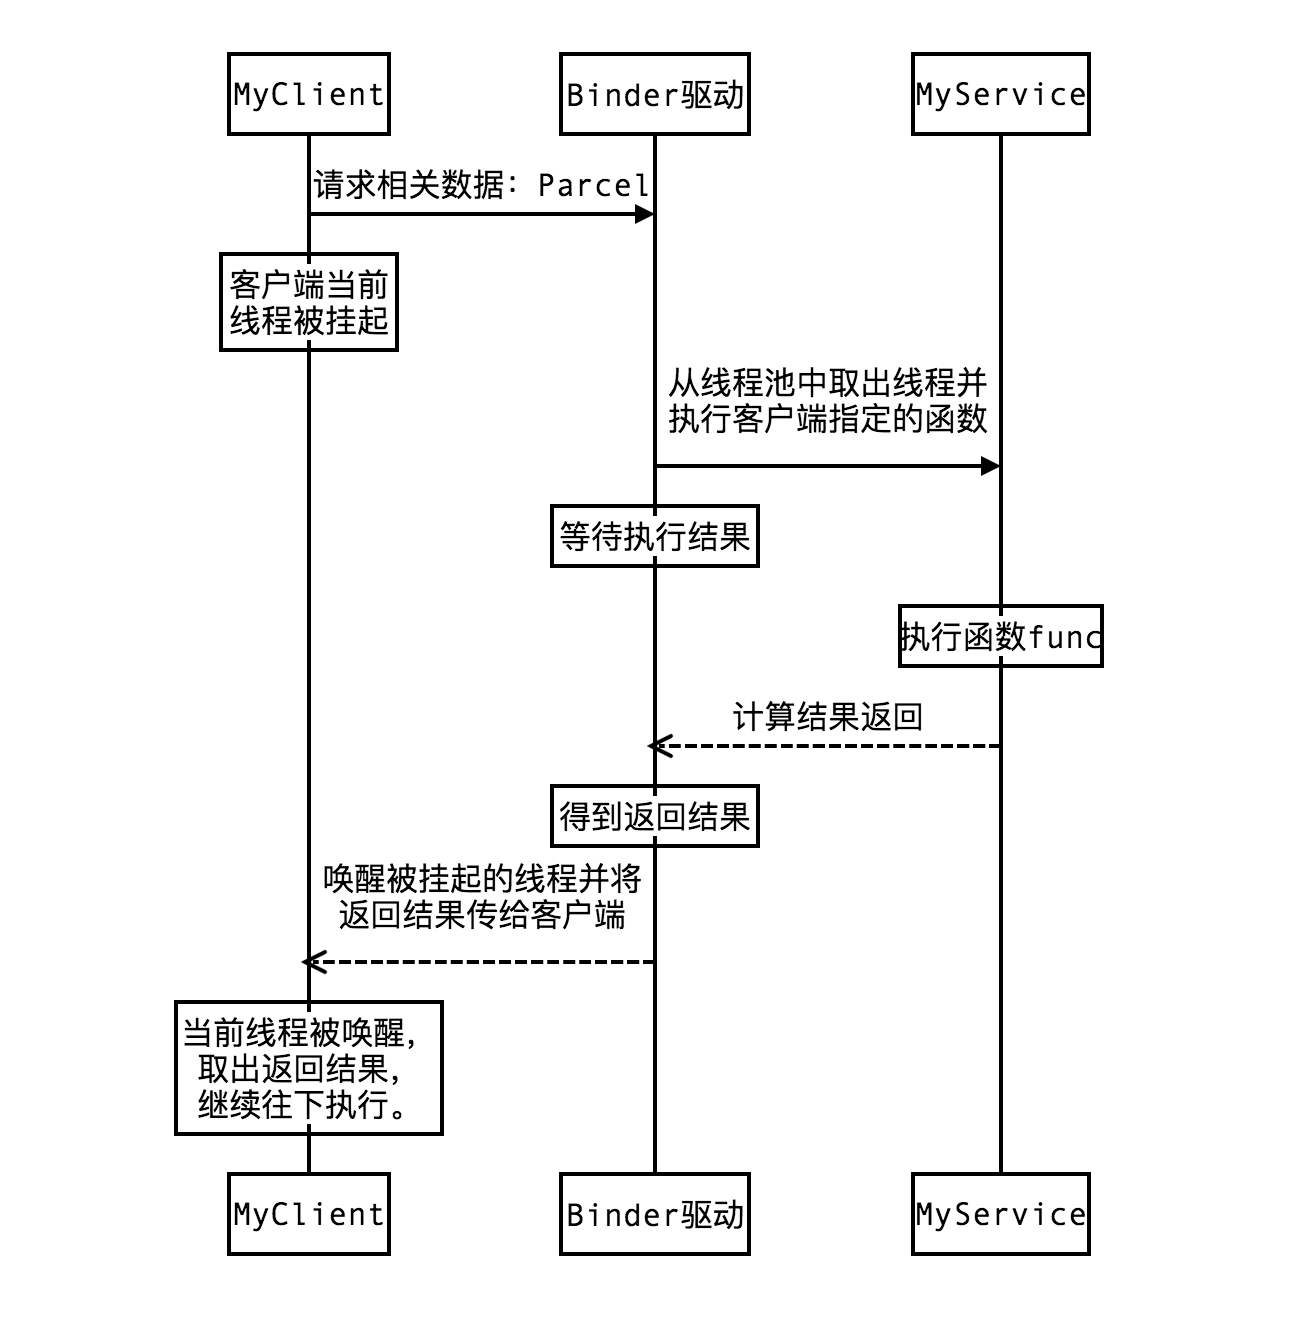 MyClient
Binder驱动
MyService
请求相关数据：Parcel
客户端当前
线程被挂起
从线程池中取出线程并
执行客户端指定的函数
等待执行结果
执行函数func
计算结果返回
得到返回结果
唤醒被挂起的线程并将
返回结果传给客户端
当前线程被唤醒，
取出返回结果，
继续往下执行。
MyClient
Binder驱动
MyService